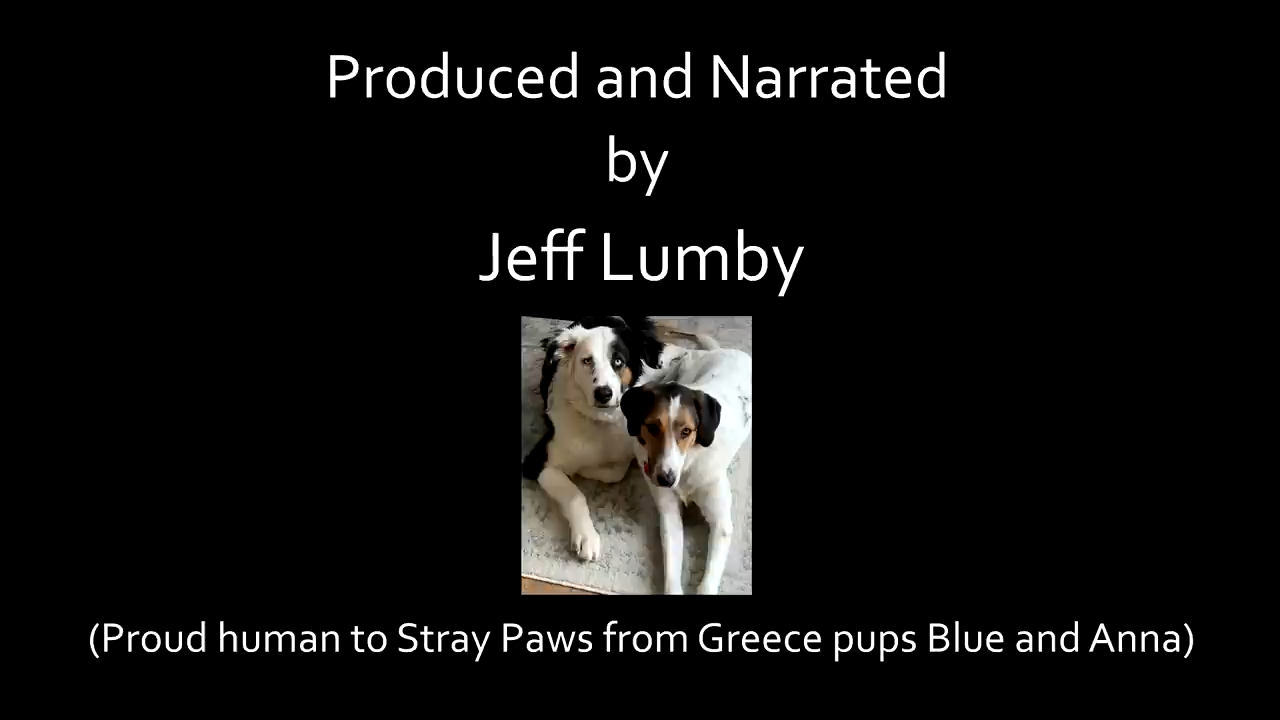 Produced and Narrated
by
Jeff Lumby
(Proud human to Stray Paws from Greece pups Blue and Anna)